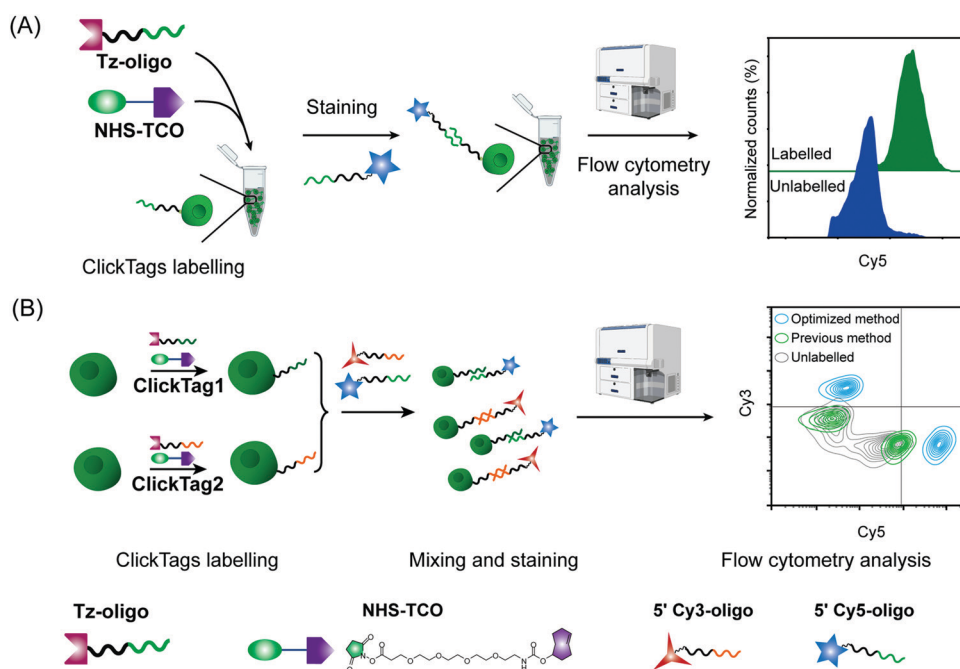 (A)
Tz-oligo
NHS-TCO
ClickTags labelling
Staining
Flow cytometry
analysis
Normalized counts (%)
Labelled
Unlabelled
Cy5
(B)
ClickTag1
ClickTag2
Optimized method
Previous method
Unlabelled
Cy3
Cy5
ClickTags labelling
Mixing and staining
Flow cytometry analysis
Tz-oligo
NHS-TCO
5' Cy3-oligo
5' Cy5-oligo
O
N
O
O
O
O
O
O
O
N
H
O
O